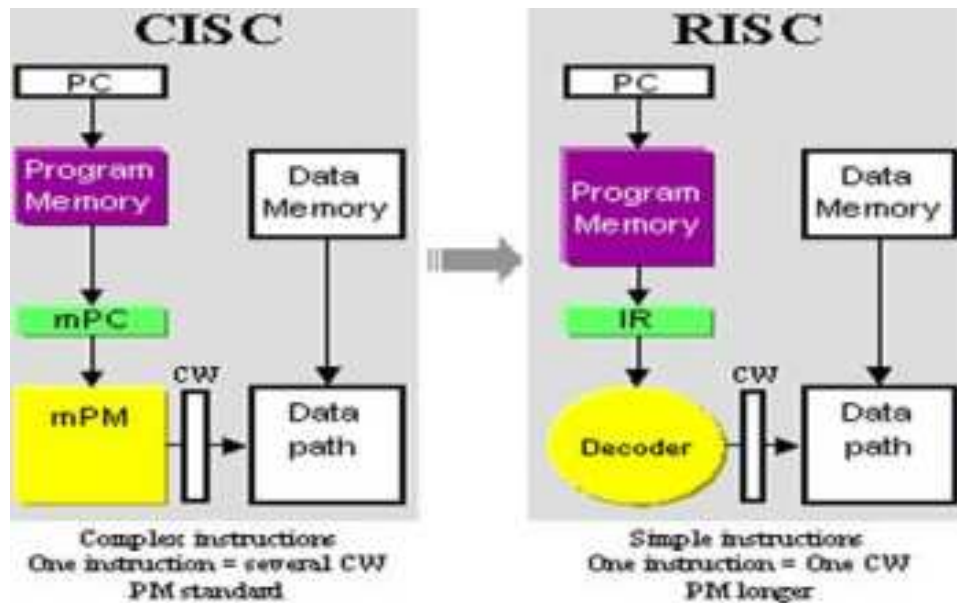 CISC
PC
Program
Memory
Data
Memory
mPC
CW
mPM
Data
path
Complex instructions
One instruction = several CW
PM standard
RISC
PC
Program
Memory
Data
Memory
IR
CW
Decoder
Data
path
Simple instructions
One instruction = One CW
PM longer